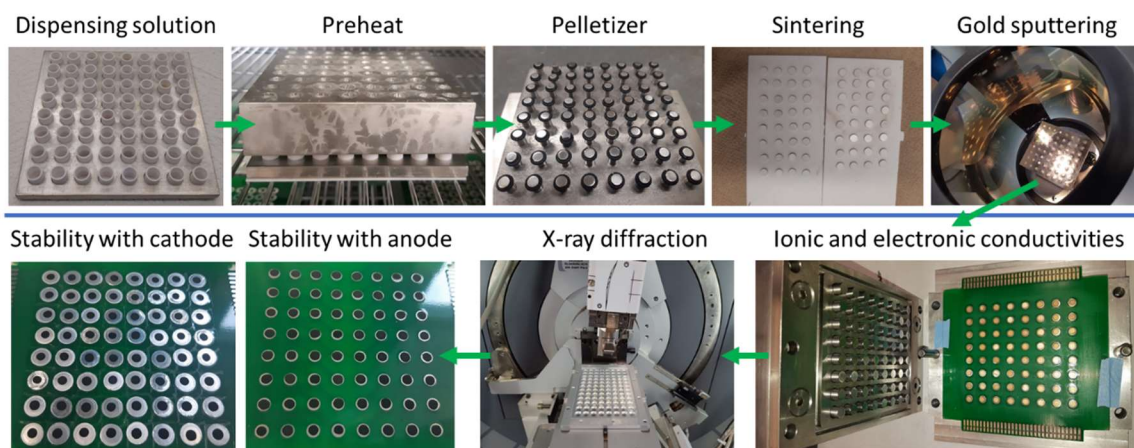 Dispensing solution
Preheat
Pelletizer
Sintering
Gold sputtering
Stability with cathode
Stability with anode
X-ray diffraction
Ionic and electronic conductivities